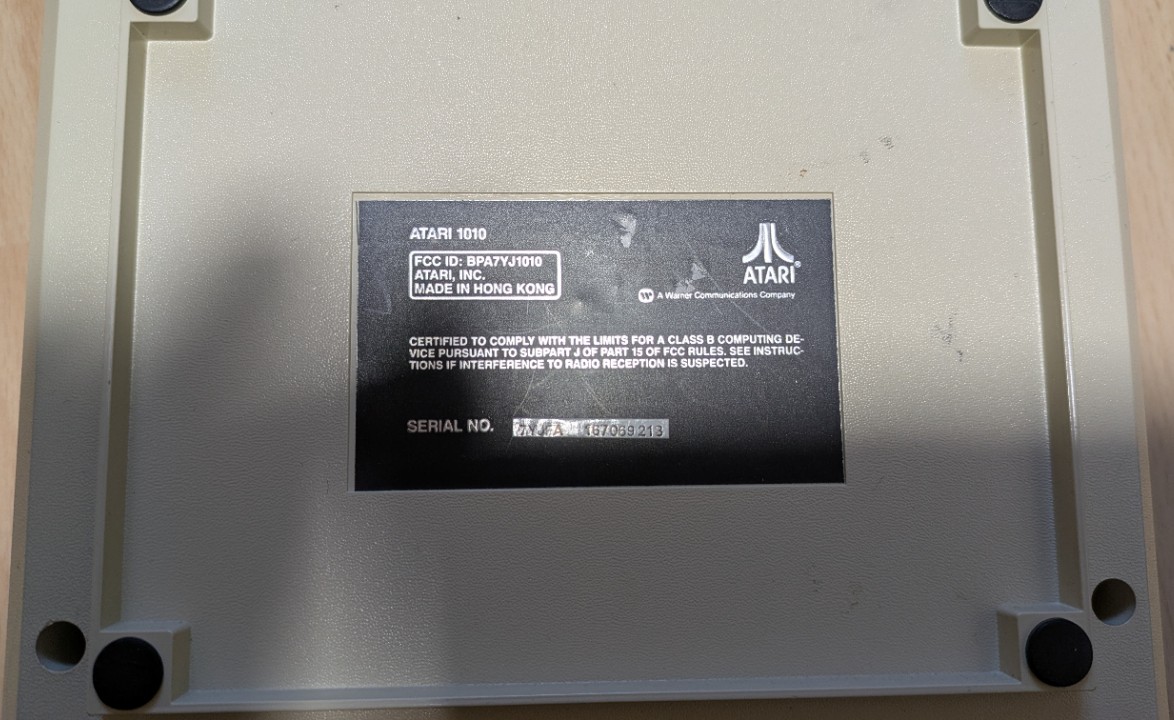 ATARI 1010
FCC ID: BPA7YJ1010
ATARI, INC.
MADE IN HONG KONG
ATARI®
W A Warner Communications Company
CERTIFIED TO COMPLY WITH THE LIMITS FOR A CLASS B COMPUTING DE-
VICE PURSUANT TO SUBPART J OF PART 15 OF FCC RULES. SEE INSTRUC-
TIONS IF INTERFERENCE TO RADIO RECEPTION IS SUSPECTED.
SERIAL NO.